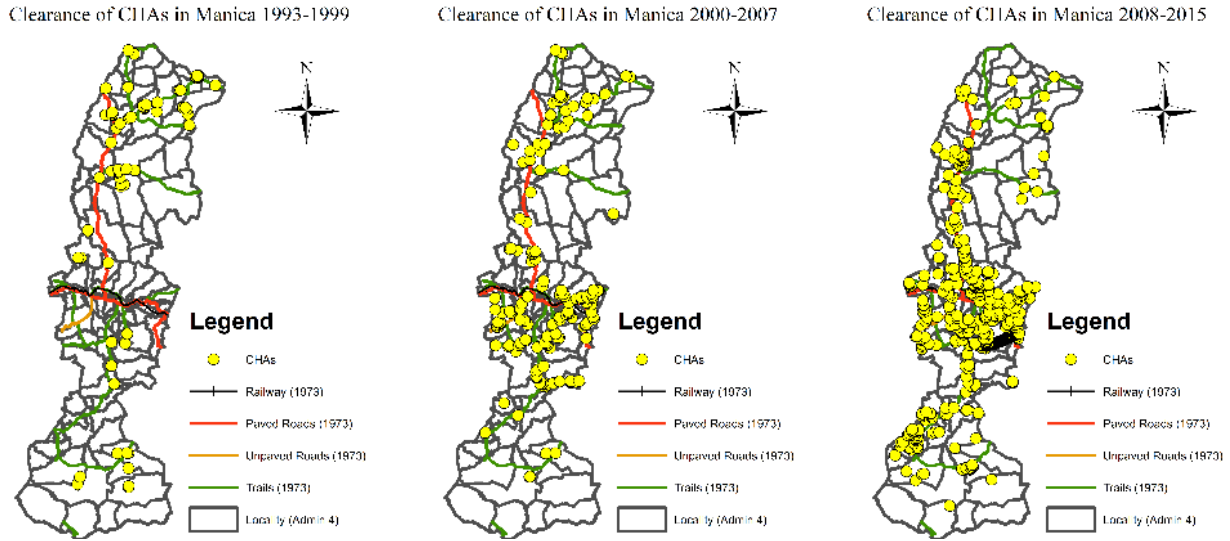 Clearance of CHAs in Manica 1993-1999
N
Legend
CHAs
Railway (1973)
Paved Roads (1973)
Unpaved Roads (1973)
Trails (1973)
Locality (Admin 4)
Clearance of CHAs in Manica 2000-2007
N
Legend
CHAs
Railway (1973)
Paved Roads (1973)
Unpaved Roads (1973)
Trails (1973)
Locality (Admin 4)
Clearance of CHAs in Manica 2008-2015
N
Legend
CHAs
Railway (1973)
Paved Roads (1973)
Unpaved Roads (1973)
Trails (1973)
Locality (Admin 4)